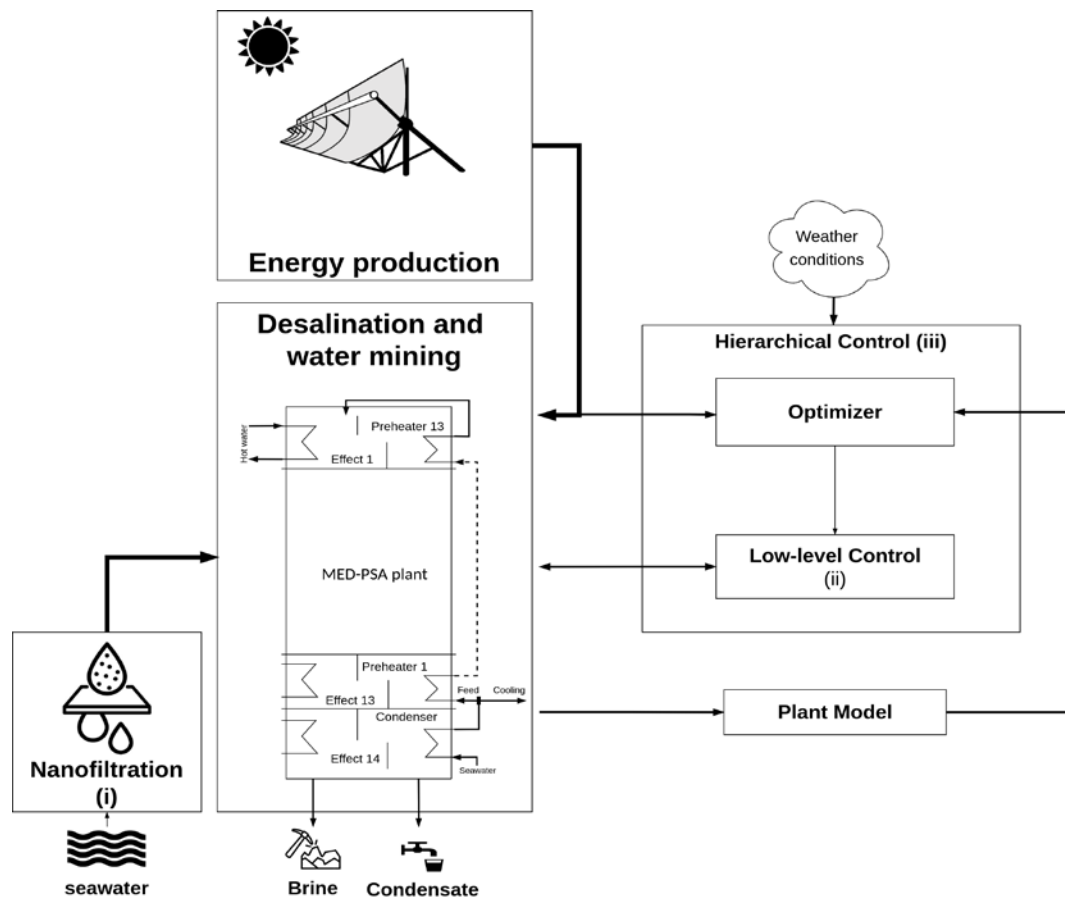 Energy production
Desalination and
water mining
Preheater 13
Hot water
Effect 1
MED-PSA plant
Preheater 1
Effect 13
Feed
Cooling
Condenser
Effect 14
Seawater
Nanofiltration
(i)
seawater
Brine
Condensate
Weather
conditions
Hierarchical Control (iii)
Optimizer
Low-level Control
(ii)
Plant Model